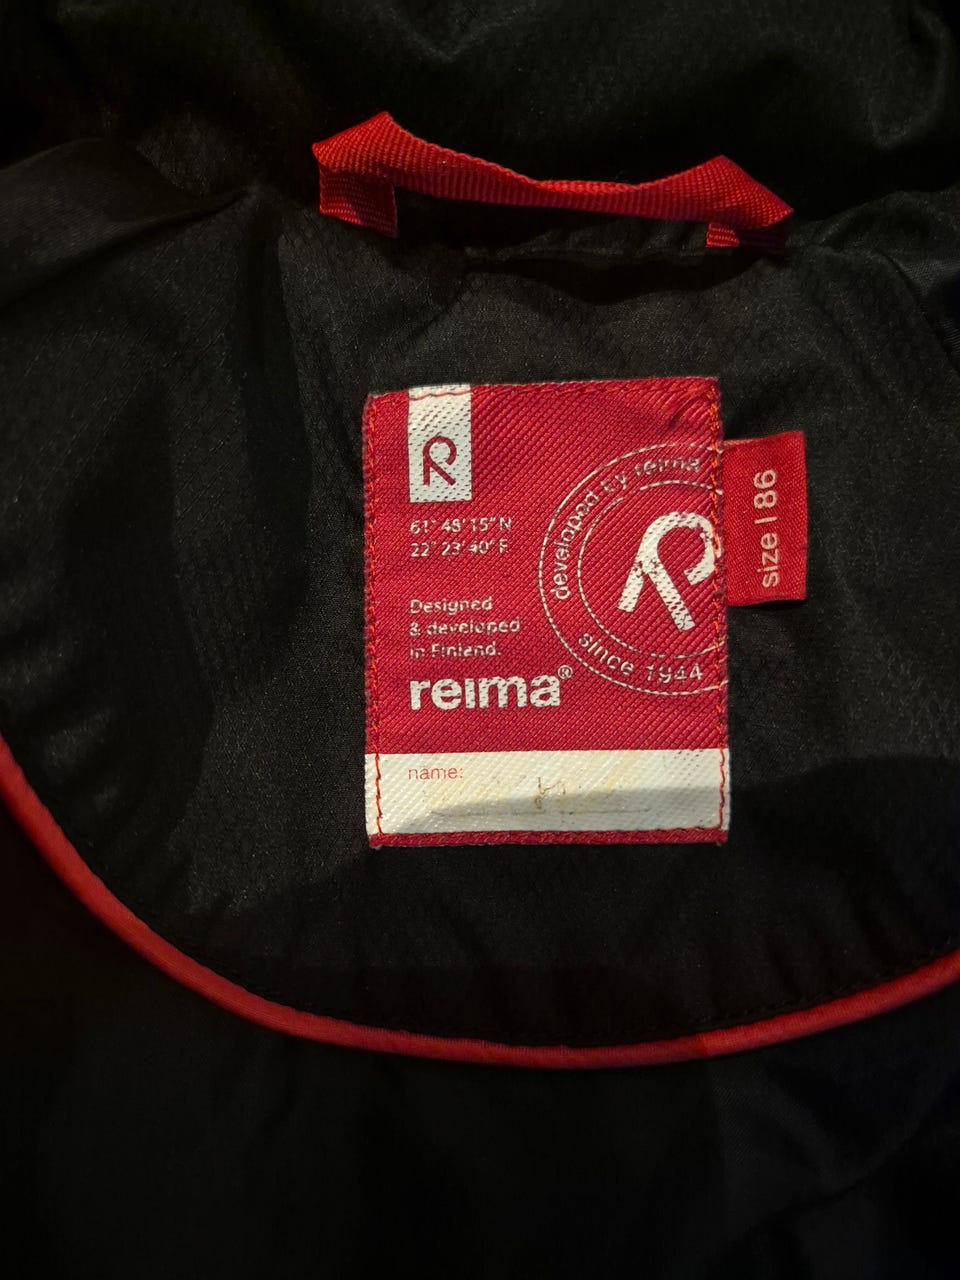 developed by reima
since 1944
size | 86
61° 48' 15" N
22° 23' 40" E
Designed
& developed
in Finland.
reima®
name: